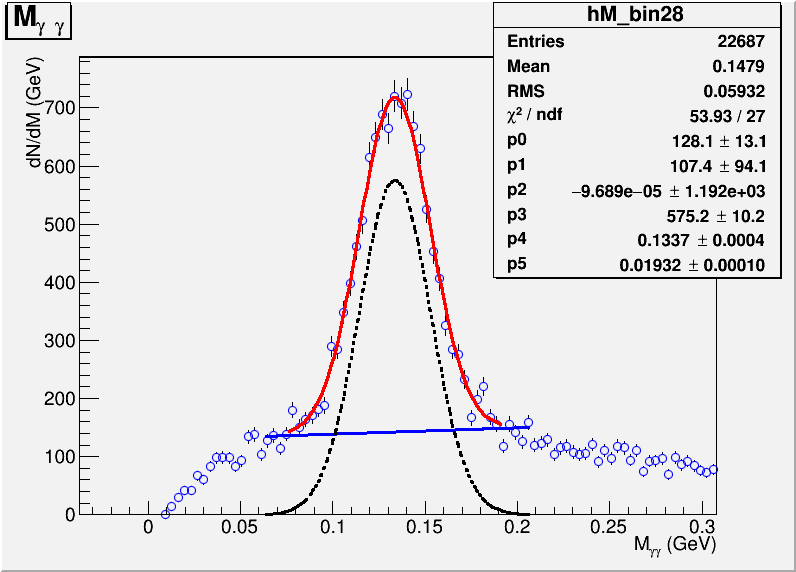 M_γ γ
hM_bin28
Entries 22687
Mean 0.1479
RMS 0.05932
χ² / ndf 53.93 / 27
p0 128.1 ± 13.1
p1 107.4 ± 94.1
p2 −9.689e−05 ± 1.192e+03
p3 575.2 ± 10.2
p4 0.1337 ± 0.0004
p5 0.01932 ± 0.00010
dN/dM (GeV)
700
600
500
400
300
200
100
0
0 0.05 0.1 0.15 0.2 0.25 0.3
M_γγ (GeV)